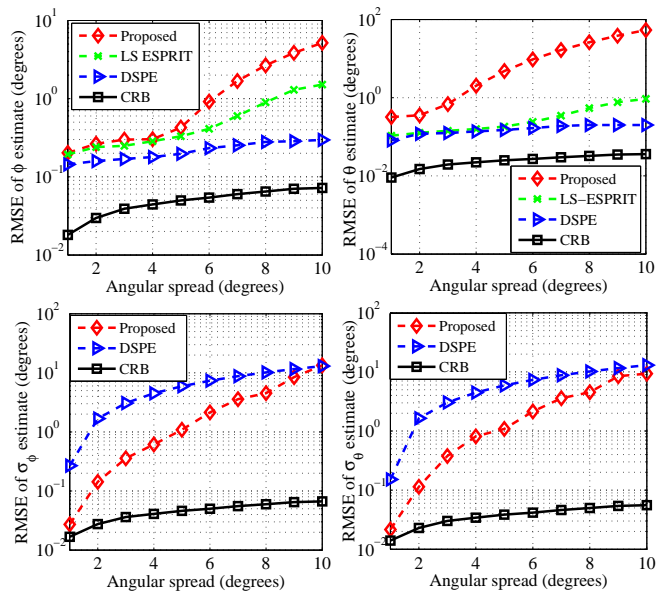 RMSE of ϕ estimate (degrees)
10^1
10^0
10^-1
10^-2
Proposed
LS ESPRIT
DSPE
CRB
2 4 6 8 10
Angular spread (degrees)
RMSE of θ estimate (degrees)
10^2
10^0
10^-2
10^-4
Proposed
LS-ESPRIT
DSPE
CRB
2 4 6 8 10
Angular spread (degrees)
RMSE of σ_ϕ estimate (degrees)
10^2
10^1
10^0
10^-1
10^-2
Proposed
DSPE
CRB
2 4 6 8 10
Angular spread (degrees)
RMSE of σ_θ estimate (degrees)
10^2
10^1
10^0
10^-1
10^-2
Proposed
DSPE
CRB
2 4 6 8 10
Angular spread (degrees)